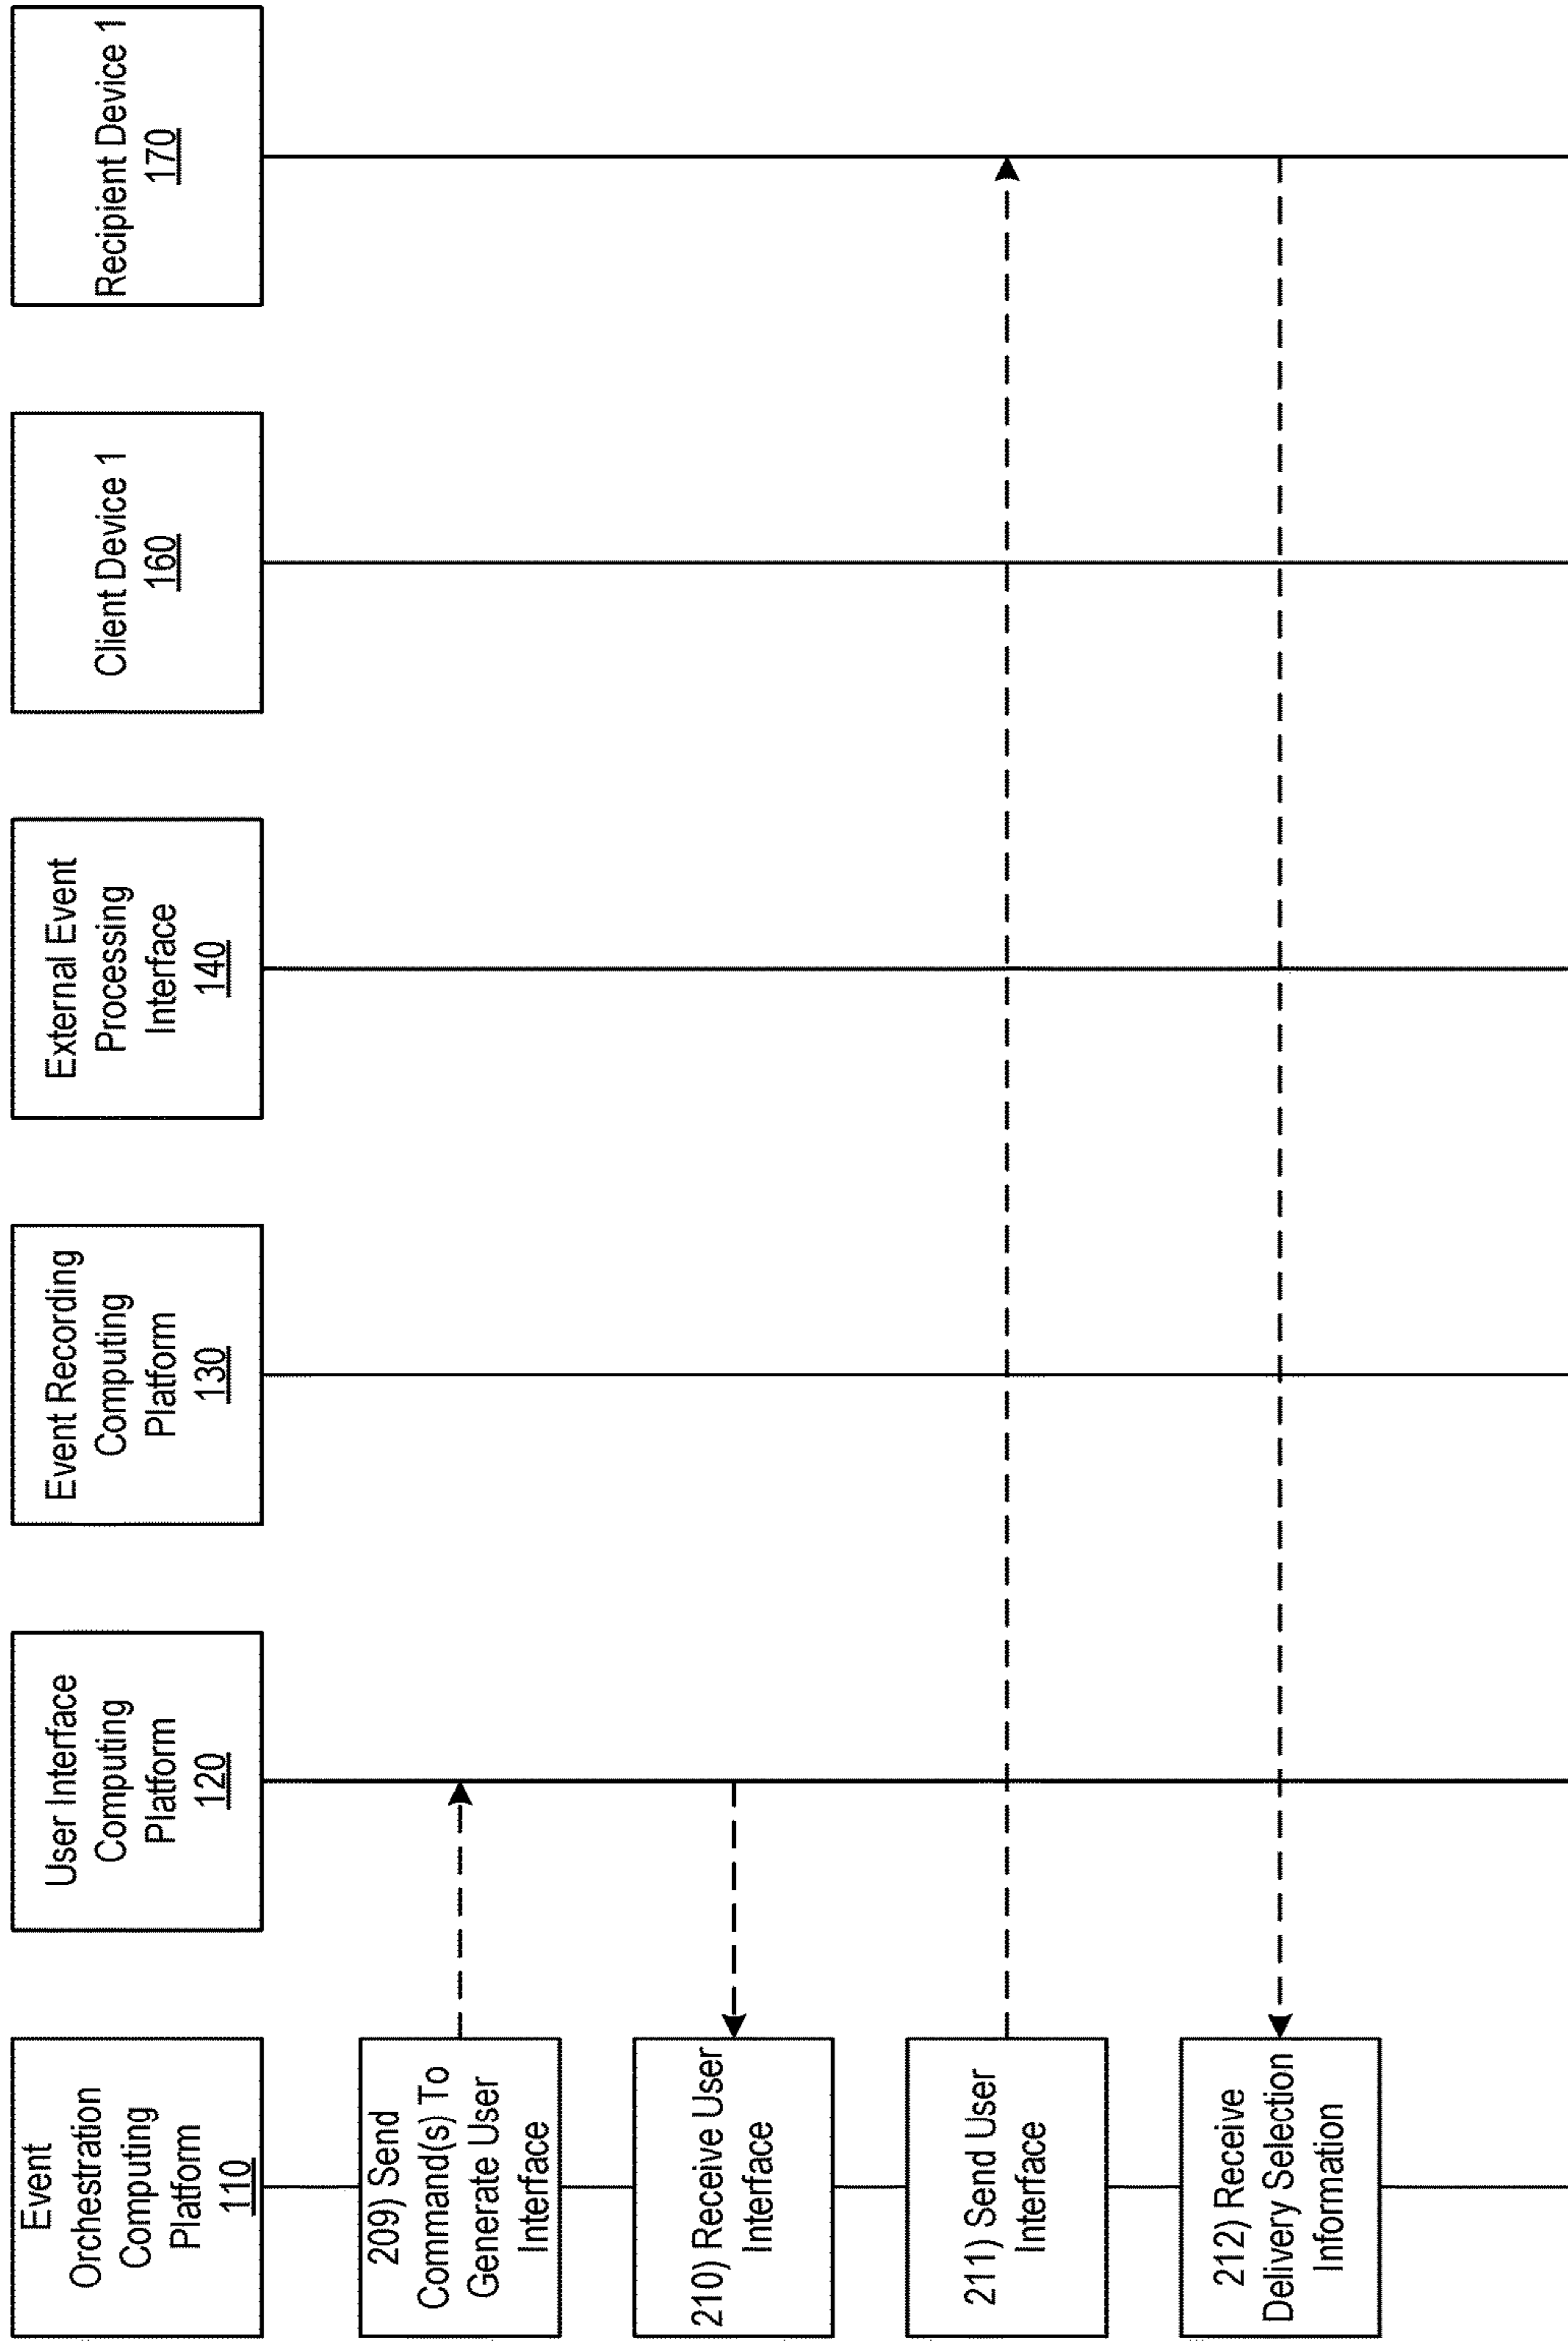 Event
Orchestration
Computing
Platform
110
User Interface
Computing
Platform
120
Event Recording
Computing
Platform
130
External Event
Processing
Interface
140
Client Device 1
160
Recipient Device 1
170
209) Send
Command(s) To
Generate User
Interface
210) Receive User
Interface
211) Send User
Interface
212) Receive
Delivery Selection
Information